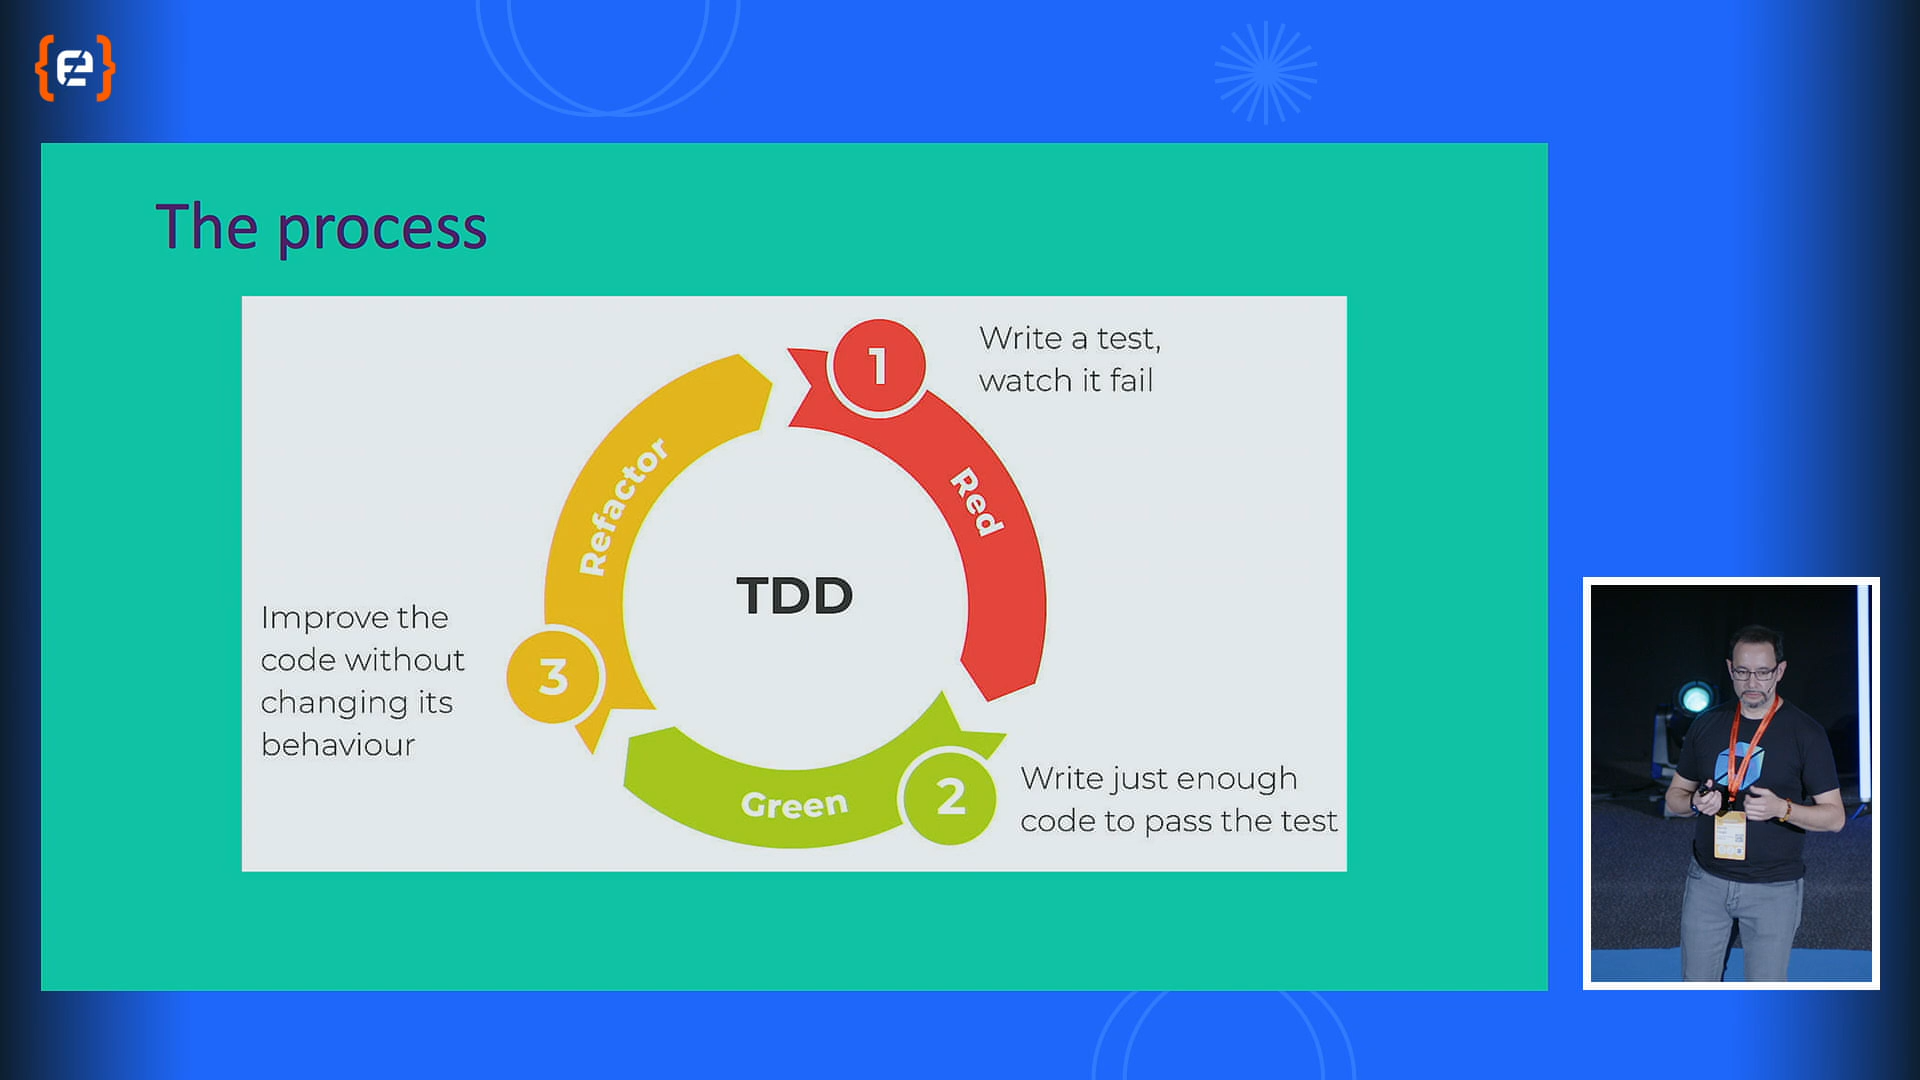 The process
1
Write a test,
watch it fail
Red
Refactor
TDD
Improve the
code without
changing its
behaviour
3
Green
2
Write just enough
code to pass the test